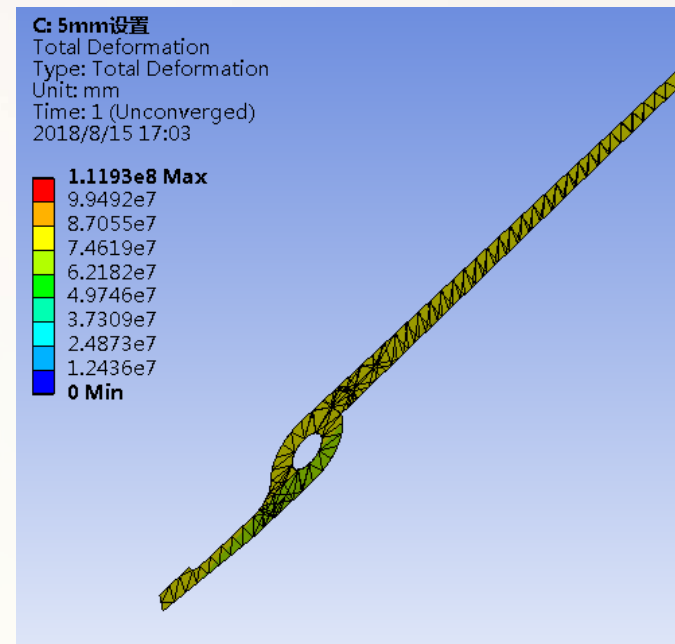 C: 5mm设置
Total Deformation
Type: Total Deformation
Unit: mm
Time: 1 (Unconverged)
2018/8/15 17:03
1.1193e8 Max
9.9492e7
8.7055e7
7.4619e7
6.2182e7
4.9746e7
3.7309e7
2.4873e7
1.2436e7
0 Min